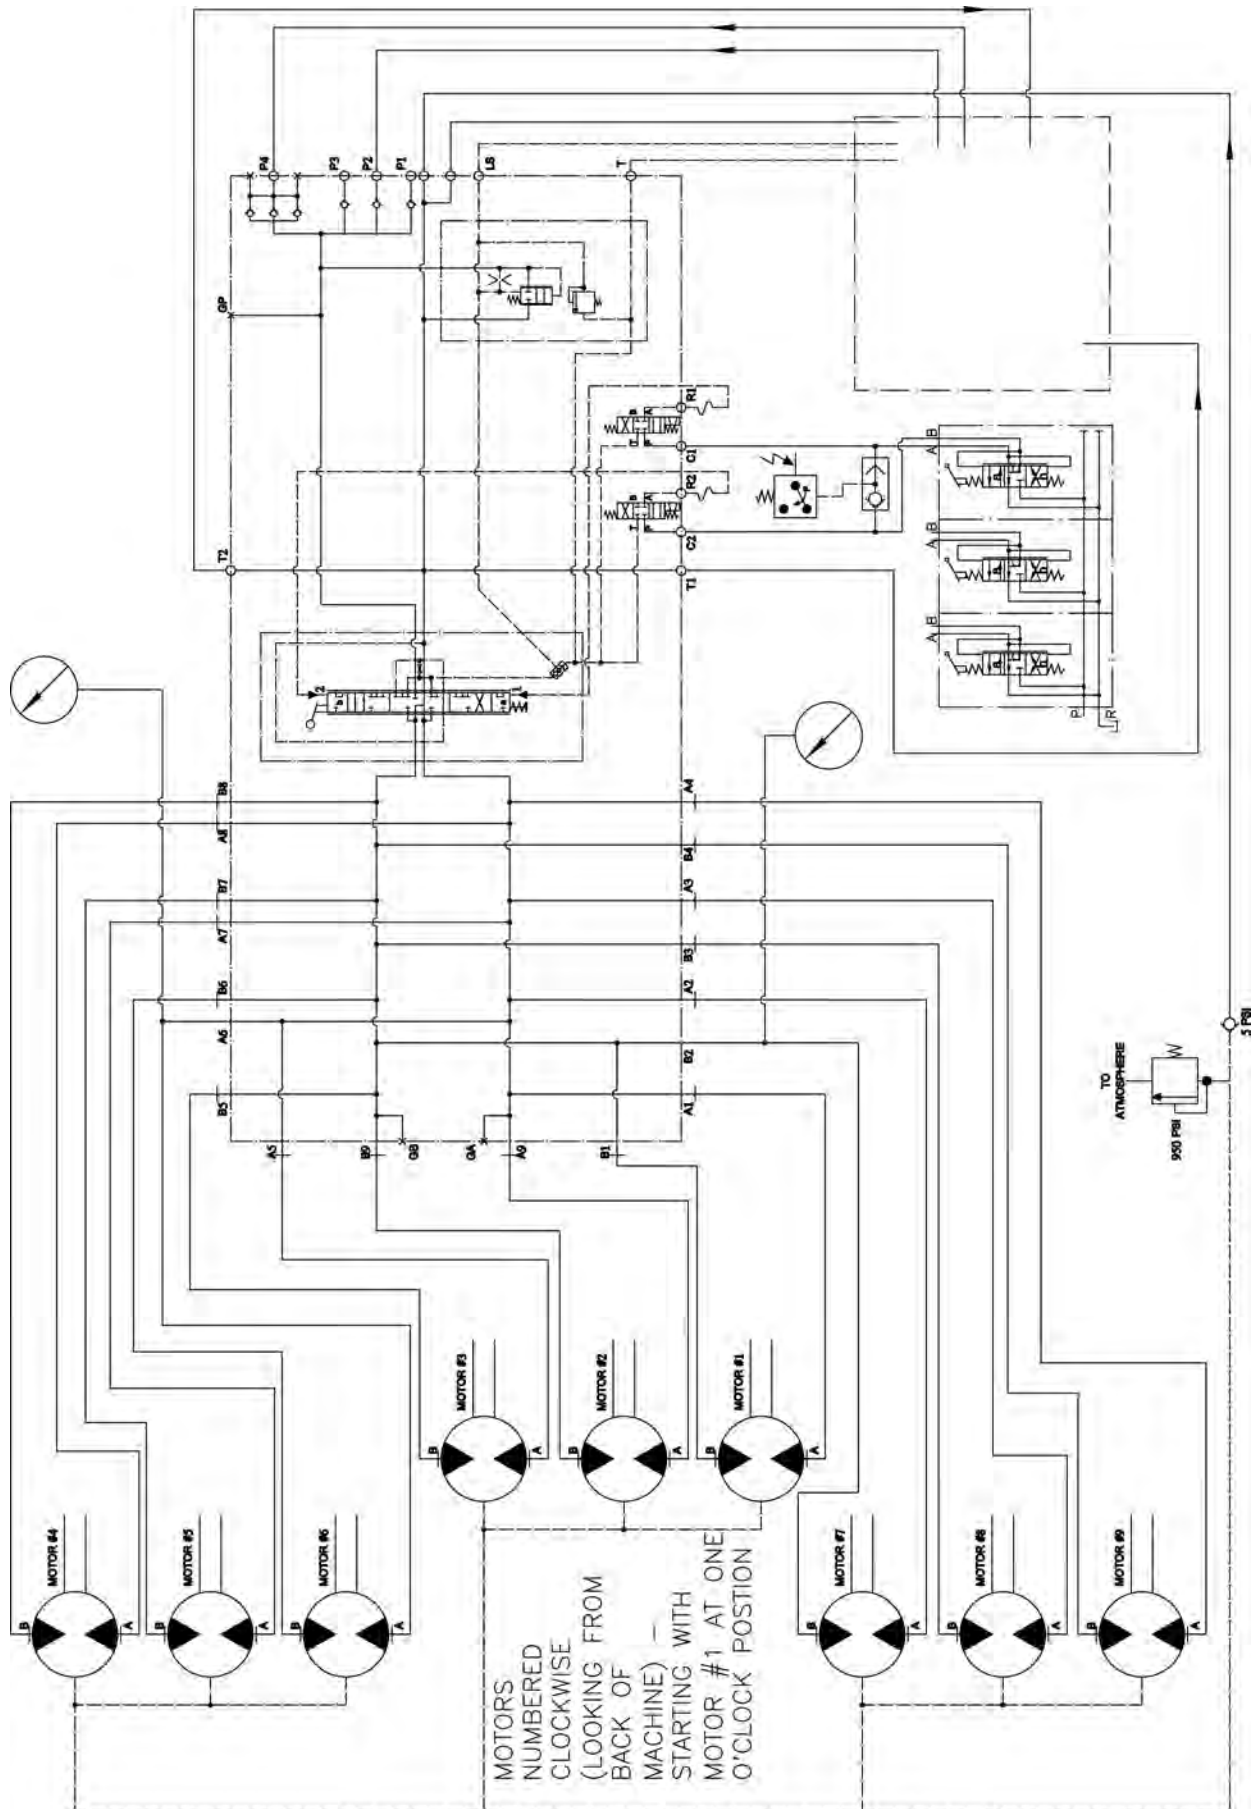 P4
P3
P2
P1
LS
T
GP
T2
R1
C1
R2
C2
T1
T
B
P
A
T
B
P
A
A
B
A
B
A
B
P
R
2
b
a
1
B8
A8
B7
A7
B6
A6
B5
A5
B9
GB
GA
A9
B1
A4
B4
A3
B3
A2
B2
A1
TO
ATMOSPHERE
950 PSI
5 PSI
MOTOR #3
B
A
MOTOR #2
B
A
MOTOR #1
B
A
MOTOR #4
B
A
MOTOR #5
B
A
MOTOR #6
B
A
MOTOR #7
B
A
MOTOR #8
B
A
MOTOR #9
B
A
MOTORS
NUMBERED
CLOCKWISE
(LOOKING FROM
BACK OF
MACHINE) –
STARTING WITH
MOTOR #1 AT ONE
O'CLOCK POSTION